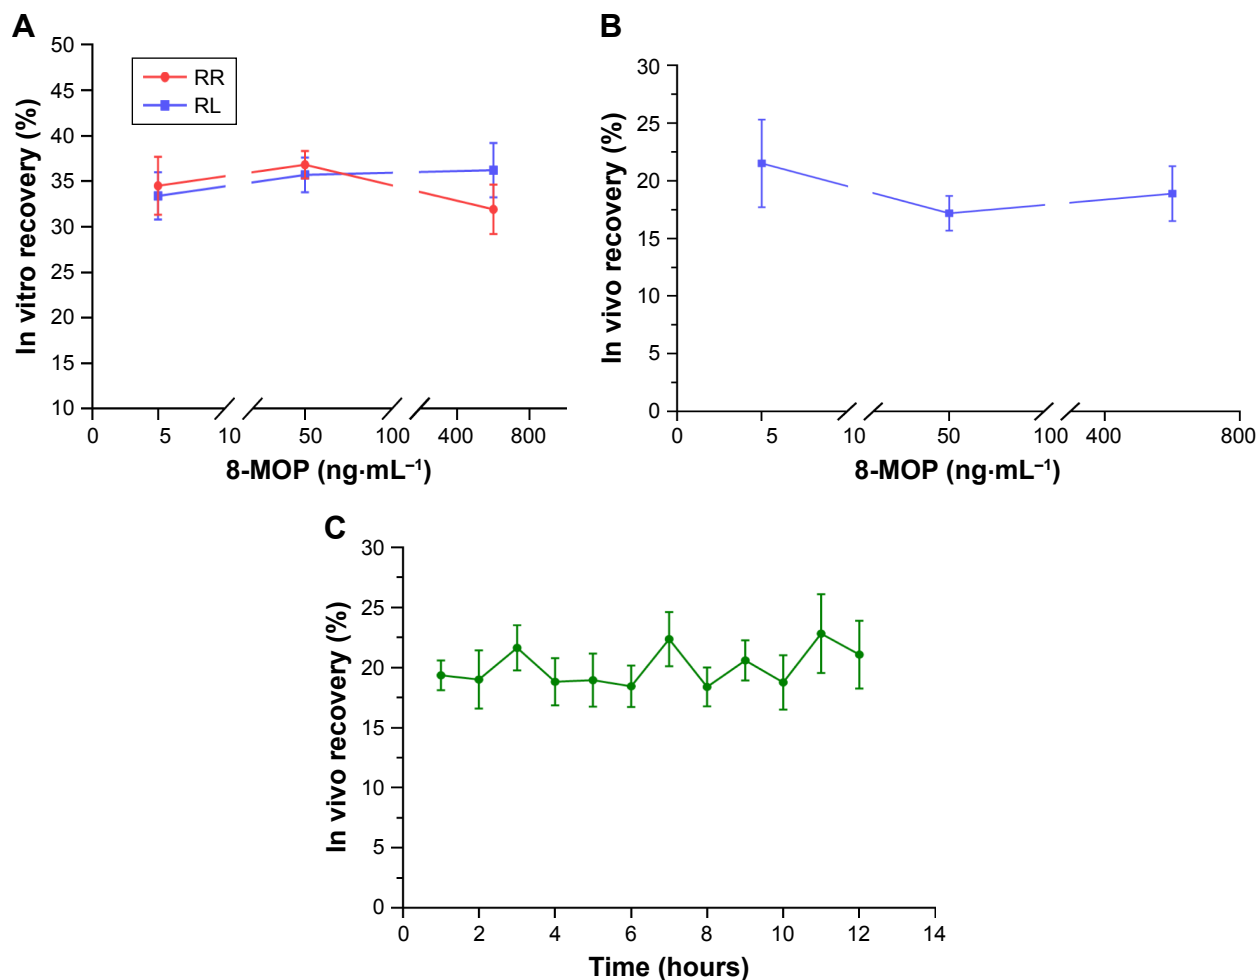 A
In vitro recovery (%)
50
45
40
35
30
25
20
15
10
RR
RL
0 5 10 50 100 400 800
8-MOP (ng·mL⁻¹)
B
In vivo recovery (%)
30
25
20
15
10
5
0
0 5 10 50 100 400 800
8-MOP (ng·mL⁻¹)
C
In vivo recovery (%)
30
25
20
15
10
5
0
0 2 4 6 8 10 12 14
Time (hours)